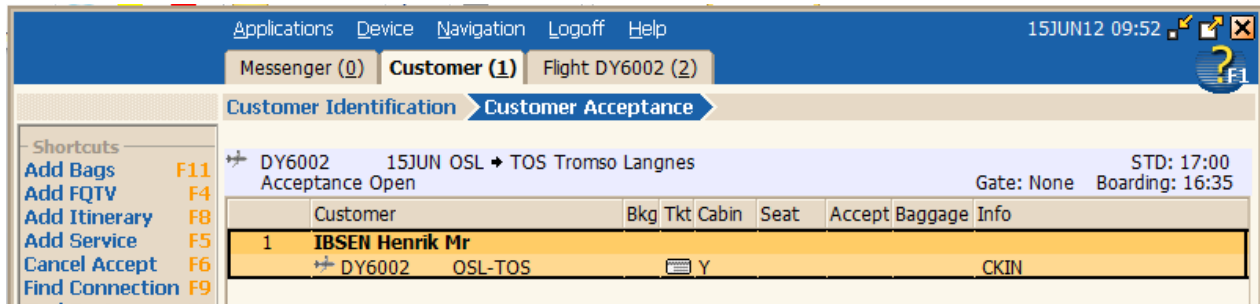 Applications Device Navigation Logoff Help 15JUN12 09:52
Messenger (0) Customer (1) Flight DY6002 (2)
?F1
Customer Identification Customer Acceptance
Shortcuts
Add Bags F11
Add FQTV F4
Add Itinerary F8
Add Service F5
Cancel Accept F6
Find Connection F9
DY6002 15JUN OSL → TOS Tromso Langnes STD: 17:00
Acceptance Open Gate: None Boarding: 16:35
Customer Bkg Tkt Cabin Seat Accept Baggage Info
1 IBSEN Henrik Mr
DY6002 OSL-TOS Y CKIN